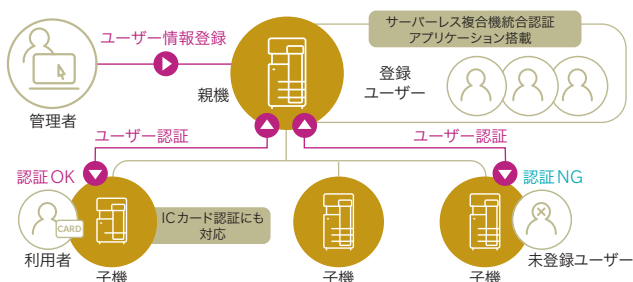 サーバーレス複合機統合認証
アプリケーション搭載
ユーザー情報登録
登録
ユーザー
親機
管理者
ユーザー認証
ユーザー認証
認証OK
認証NG
CARD
ICカード認証にも
対応
利用者
未登録ユーザー
子機
子機
子機